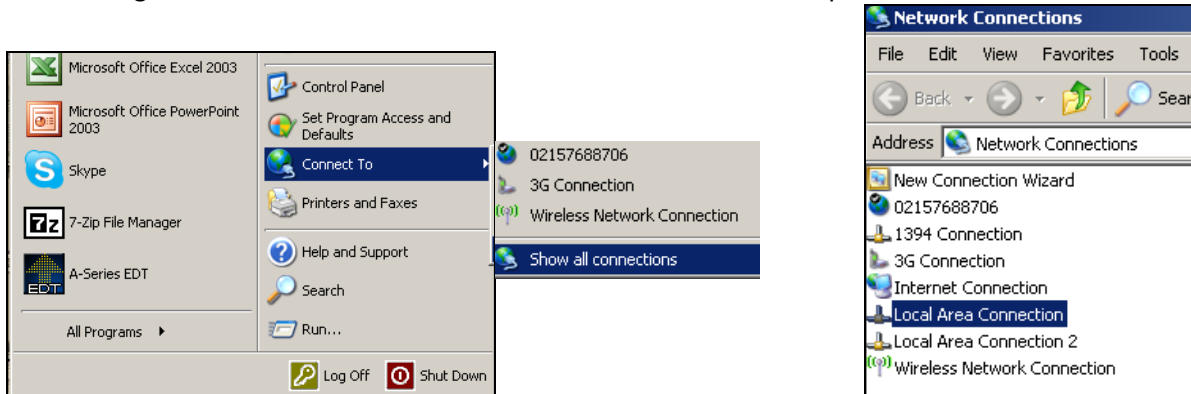 Microsoft Office Excel 2003
Microsoft Office PowerPoint
2003
Skype
7-Zip File Manager
A-Series EDT
EDT
All Programs
Control Panel
Set Program Access and
Defaults
Connect To
Printers and Faxes
Help and Support
Search
Run...
Log Off
Shut Down
02157688706
3G Connection
Wireless Network Connection
Show all connections
Network Connections
File Edit View Favorites Tools
Back
Address Network Connections
New Connection Wizard
02157688706
1394 Connection
3G Connection
Internet Connection
Local Area Connection
Local Area Connection 2
Wireless Network Connection